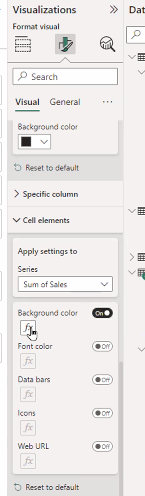 Visualizations
»
Dat
Format visual
Search
Visual
General
...
Background color
Reset to default
Specific column
Cell elements
Apply settings to
Series
Sum of Sales
Background color
On
fx
Font color
Off
fx
Data bars
Off
fx
Icons
Off
fx
Web URL
Off
fx
Reset to default